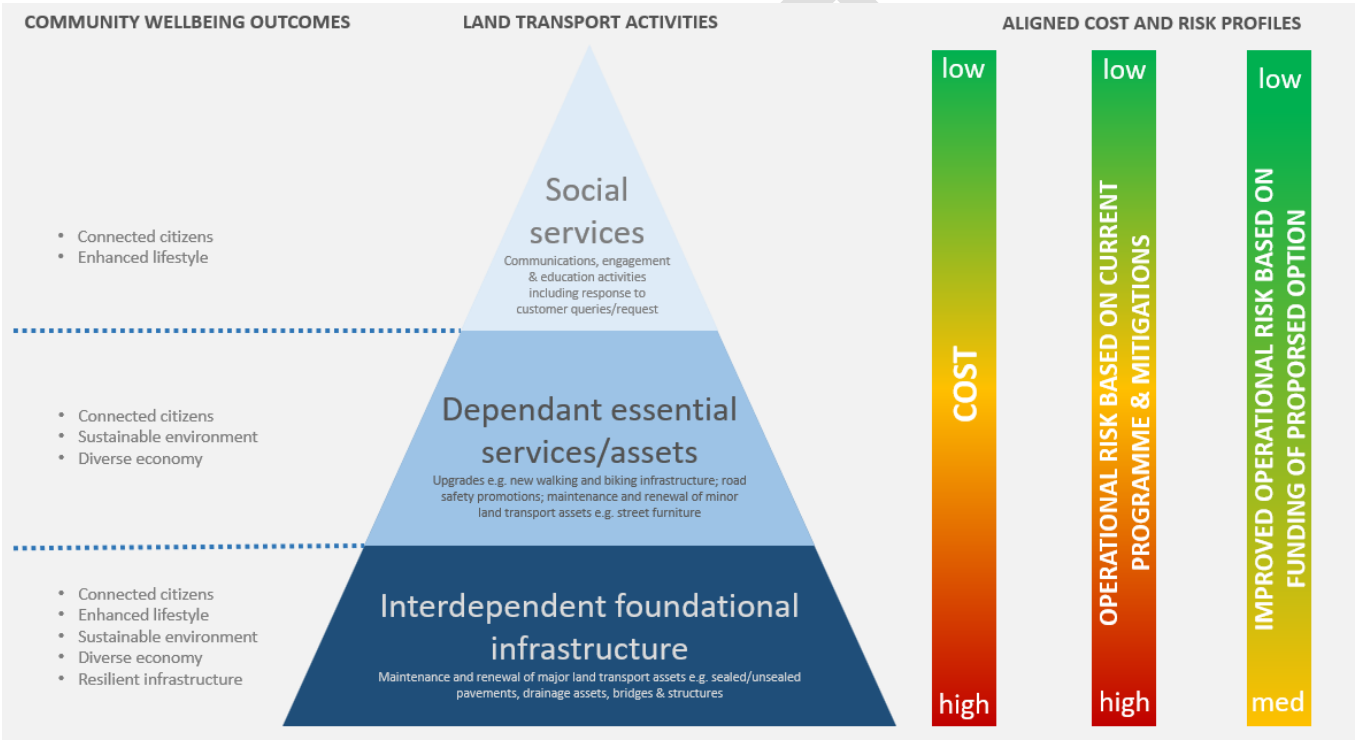 COMMUNITY WELLBEING OUTCOMES
LAND TRANSPORT ACTIVITIES
ALIGNED COST AND RISK PROFILES
• Connected citizens
• Enhanced lifestyle
Social
services
Communications, engagement
& education activities
including response to
customer queries/request
• Connected citizens
• Sustainable environment
• Diverse economy
Dependant essential
services/assets
Upgrades e.g. new walking and biking infrastructure; road
safety promotions; maintenance and renewal of minor
land transport assets e.g. street furniture
• Connected citizens
• Enhanced lifestyle
• Sustainable environment
• Diverse economy
• Resilient infrastructure
Interdependent foundational
infrastructure
Maintenance and renewal of major land transport assets e.g. sealed/unsealed
pavements, drainage assets, bridges & structures
low
COST
high
low
OPERATIONAL RISK BASED ON CURRENT
PROGRAMME & MITIGATIONS
high
low
IMPROVED OPERATIONAL RISK BASED ON
FUNDING OF PROPORSED OPTION
med